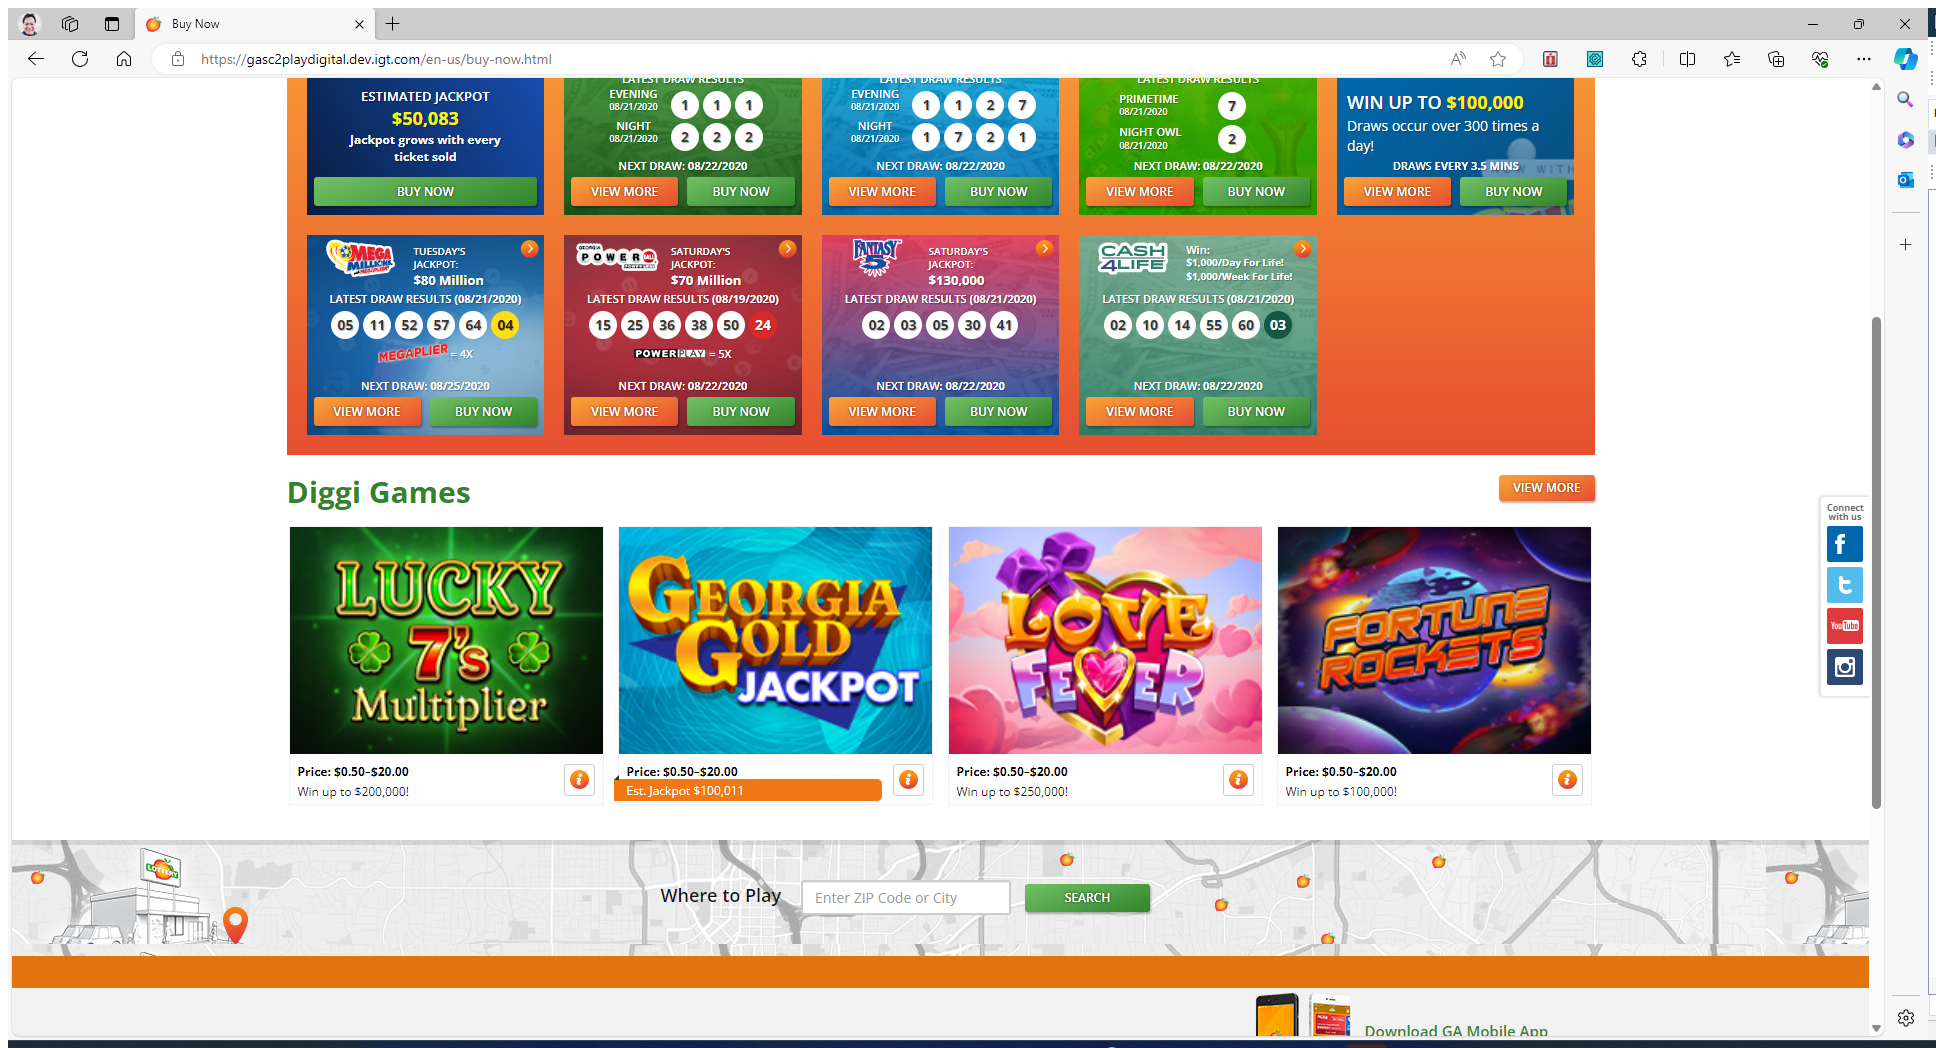 Buy Now
https://gasc2playdigital.dev.igt.com/en-us/buy-now.html
ESTIMATED JACKPOT
$50,083
Jackpot grows with every
ticket sold
BUY NOW
LATEST DRAW RESULTS
EVENING
08/21/2020
1 1 1
NIGHT
08/21/2020
2 2 2
NEXT DRAW: 08/22/2020
VIEW MORE
BUY NOW
LATEST DRAW RESULTS
EVENING
08/21/2020
1 1 2 7
NIGHT
08/21/2020
1 7 2 1
NEXT DRAW: 08/22/2020
VIEW MORE
BUY NOW
LATEST DRAW RESULTS
PRIMETIME
08/21/2020
7
NIGHT OWL
08/21/2020
2
NEXT DRAW: 08/22/2020
VIEW MORE
BUY NOW
WIN UP TO $100,000
Draws occur over 300 times a
day!
DRAWS EVERY 3.5 MINS
VIEW MORE
BUY NOW
MEGA
MILLIONS
TUESDAY'S
JACKPOT:
$80 Million
LATEST DRAW RESULTS (08/21/2020)
05 11 52 57 64 04
MEGAPLIER = 4X
NEXT DRAW: 08/25/2020
VIEW MORE
BUY NOW
GEORGIA
POWERBALL
SATURDAY'S
JACKPOT:
$70 Million
LATEST DRAW RESULTS (08/19/2020)
15 25 36 38 50 24
POWERPLAY = 5X
NEXT DRAW: 08/22/2020
VIEW MORE
BUY NOW
FANTASY
5
SATURDAY'S
JACKPOT:
$130,000
LATEST DRAW RESULTS (08/21/2020)
02 03 05 30 41
NEXT DRAW: 08/22/2020
VIEW MORE
BUY NOW
CASH
4LIFE
Win:
$1,000/Day For Life!
$1,000/Week For Life!
LATEST DRAW RESULTS (08/21/2020)
02 10 14 55 60 03
NEXT DRAW: 08/22/2020
VIEW MORE
BUY NOW
Diggi Games
VIEW MORE
LUCKY
7's
Multiplier
Price: $0.50–$20.00
Win up to $200,000!
GEORGIA
GOLD
JACKPOT
Price: $0.50–$20.00
Est. Jackpot $100,011
LOVE
FEVER
Price: $0.50–$20.00
Win up to $250,000!
FORTUNE
ROCKETS
Price: $0.50–$20.00
Win up to $100,000!
Connect
with us
You Tube
LOTTERY
Where to Play
Enter ZIP Code or City
SEARCH
Download GA Mobile App